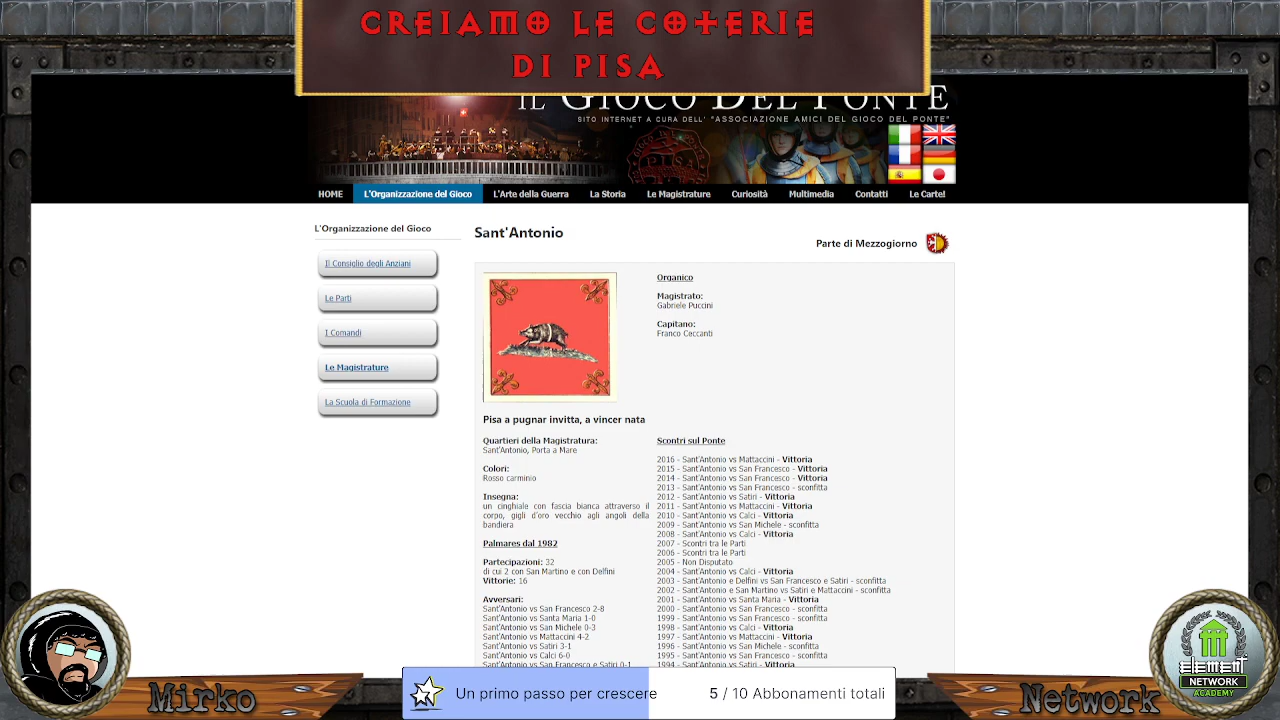 CREIAMO LE COTERIE
DI PISA
IL GIOCO DEL PONTE
SITO INTERNET A CURA DELL' "ASSOCIAZIONE AMICI DEL GIOCO DEL PONTE"
PISA
HOME L'Organizzazione del Gioco L'Arte della Guerra La Storia Le Magistrature Curiosità Multimedia Contatti Le Carte!
L'Organizzazione del Gioco
Il Consiglio degli Anziani
Le Parti
I Comandi
Le Magistrature
La Scuola di Formazione
Sant'Antonio
Parte di Mezzogiorno
Organico
Magistrato:
Gabriele Puccini
Capitano:
Franco Ceccanti
Pisa a pugnar invitta, a vincer nata
Quartieri della Magistratura:
Sant'Antonio, Porta a Mare
Colori:
Rosso carminio
Insegna:
un cinghiale con fascia bianca attraverso il
corpo, gigli d'oro vecchio agli angoli della
bandiera
Palmares dal 1982
Partecipazioni: 32
di cui 2 con San Martino e con Delfini
Vittorie: 16
Avversari:
Sant'Antonio vs San Francesco 2-8
Sant'Antonio vs Santa Maria 1-0
Sant'Antonio vs San Michele 0-3
Sant'Antonio vs Mattaccini 4-2
Sant'Antonio vs Satiri 3-1
Sant'Antonio vs Calci 6-0
Sant'Antonio vs San Francesco e Satiri 0-1
Scontri sul Ponte
2016 - Sant'Antonio vs Mattaccini - Vittoria
2015 - Sant'Antonio vs San Francesco - Vittoria
2014 - Sant'Antonio vs San Francesco - Vittoria
2013 - Sant'Antonio vs San Francesco - sconfitta
2012 - Sant'Antonio vs Satiri - Vittoria
2011 - Sant'Antonio vs Mattaccini - Vittoria
2010 - Sant'Antonio vs Calci - Vittoria
2009 - Sant'Antonio vs San Michele - sconfitta
2008 - Sant'Antonio vs Calci - Vittoria
2007 - Scontri tra le Parti
2006 - Scontri tra le Parti
2005 - Non Disputato
2004 - Sant'Antonio vs Calci - Vittoria
2003 - Sant'Antonio e Delfini vs San Francesco e Satiri - sconfitta
2002 - Sant'Antonio e San Martino vs Satiri e Mattaccini - sconfitta
2001 - Sant'Antonio vs Santa Maria - Vittoria
2000 - Sant'Antonio vs San Francesco - sconfitta
1999 - Sant'Antonio vs San Francesco - sconfitta
1998 - Sant'Antonio vs Calci - Vittoria
1997 - Sant'Antonio vs Mattaccini - Vittoria
1996 - Sant'Antonio vs San Michele - sconfitta
1995 - Sant'Antonio vs San Francesco - sconfitta
1994 - Sant'Antonio vs Satiri - Vittoria
Mirko
Un primo passo per crescere 5 / 10 Abbonamenti totali
Network
ELEMENT
NETWORK
ACADEMY